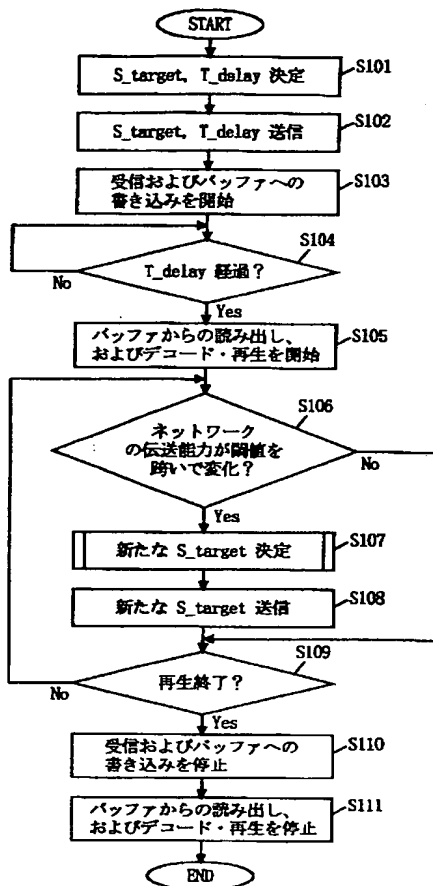 START
S_target, T_delay 決定
S101
S_target, T_delay 送信
S102
受信およびバッファへの
書き込みを開始
S103
S104
T_delay 経過?
No
Yes
バッファからの読み出し、
およびデコード・再生を開始
S105
S106
ネットワーク
の伝送能力が閾値を
跨いで変化?
No
Yes
新たな S_target 決定
S107
新たな S_target 送信
S108
S109
再生終了?
No
Yes
受信およびバッファへの
書き込みを停止
S110
バッファからの読み出し、
およびデコード・再生を停止
S111
END